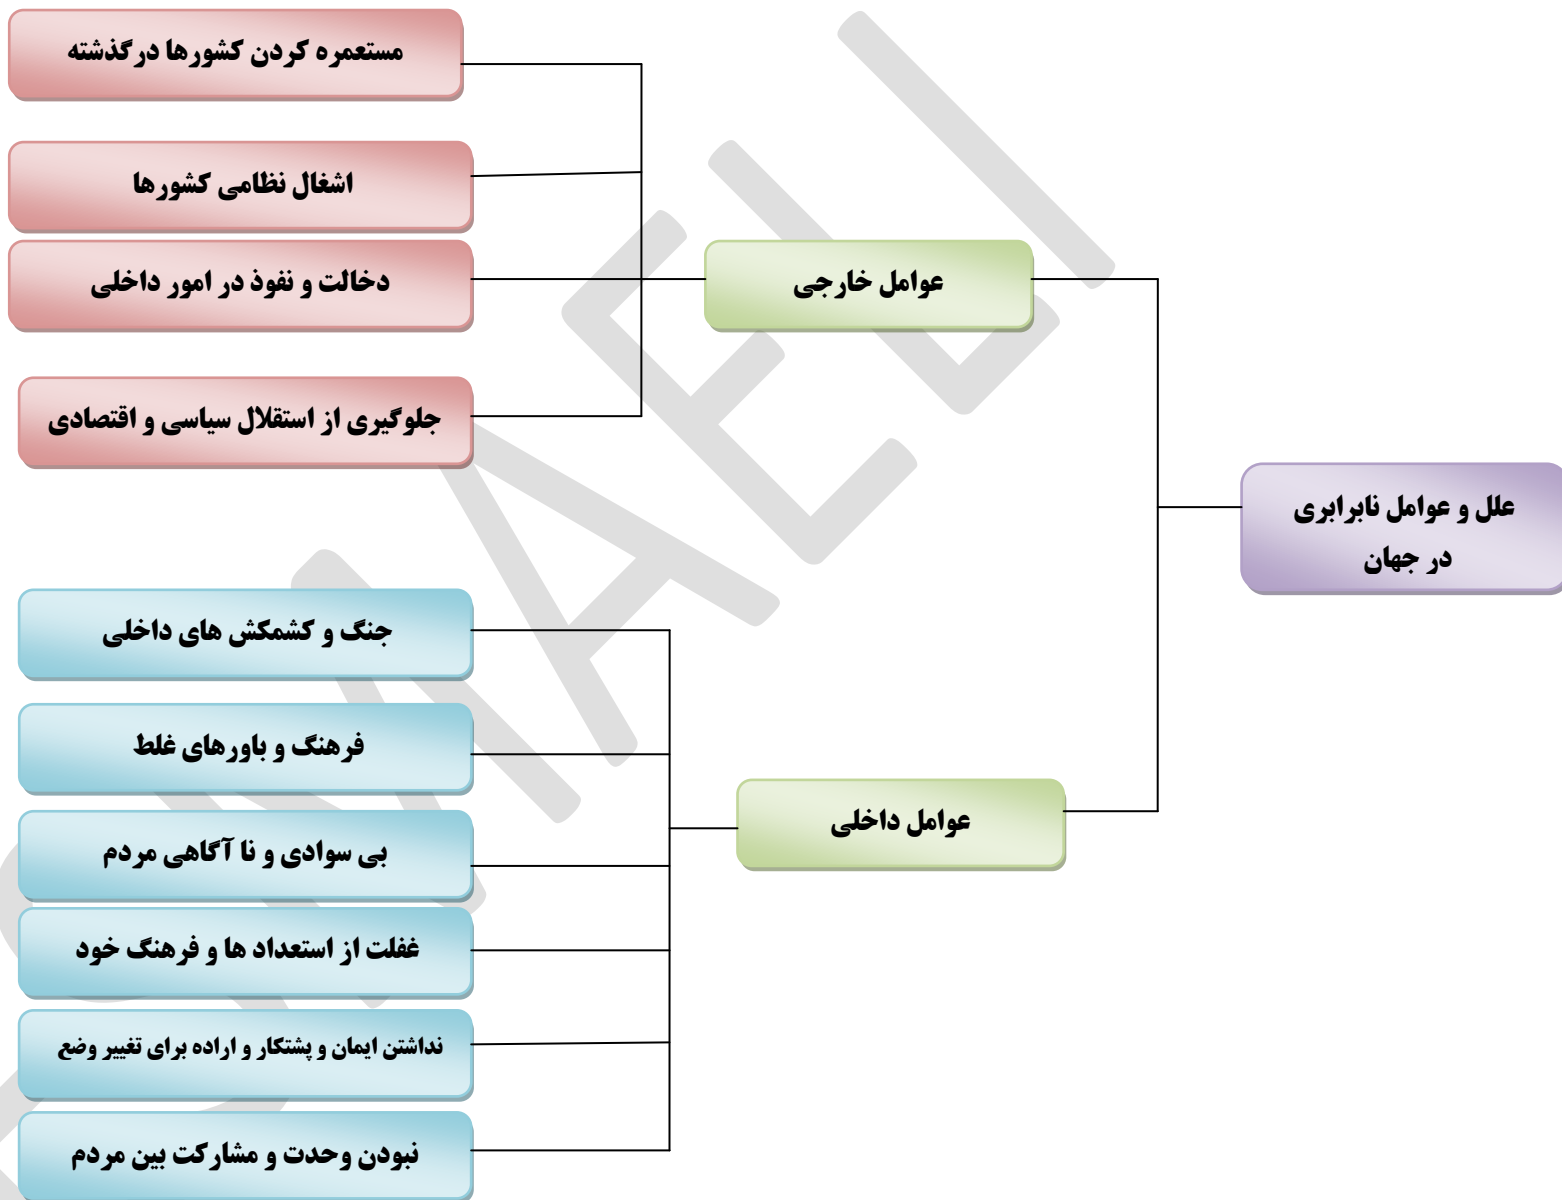 علل و عوامل نابرابری
در جهان
عوامل خارجی
مستعمره کردن کشورها درگذشته
اشغال نظامی کشورها
دخالت و نفوذ در امور داخلی
جلوگیری از استقلال سیاسی و اقتصادی
عوامل داخلی
جنگ و کشمکش های داخلی
فرهنگ و باورهای غلط
بی سوادی و نا آگاهی مردم
غفلت از استعداد ها و فرهنگ خود
نداشتن ایمان و پشتکار و اراده برای تغییر وضع
نبودن وحدت و مشارکت بین مردم